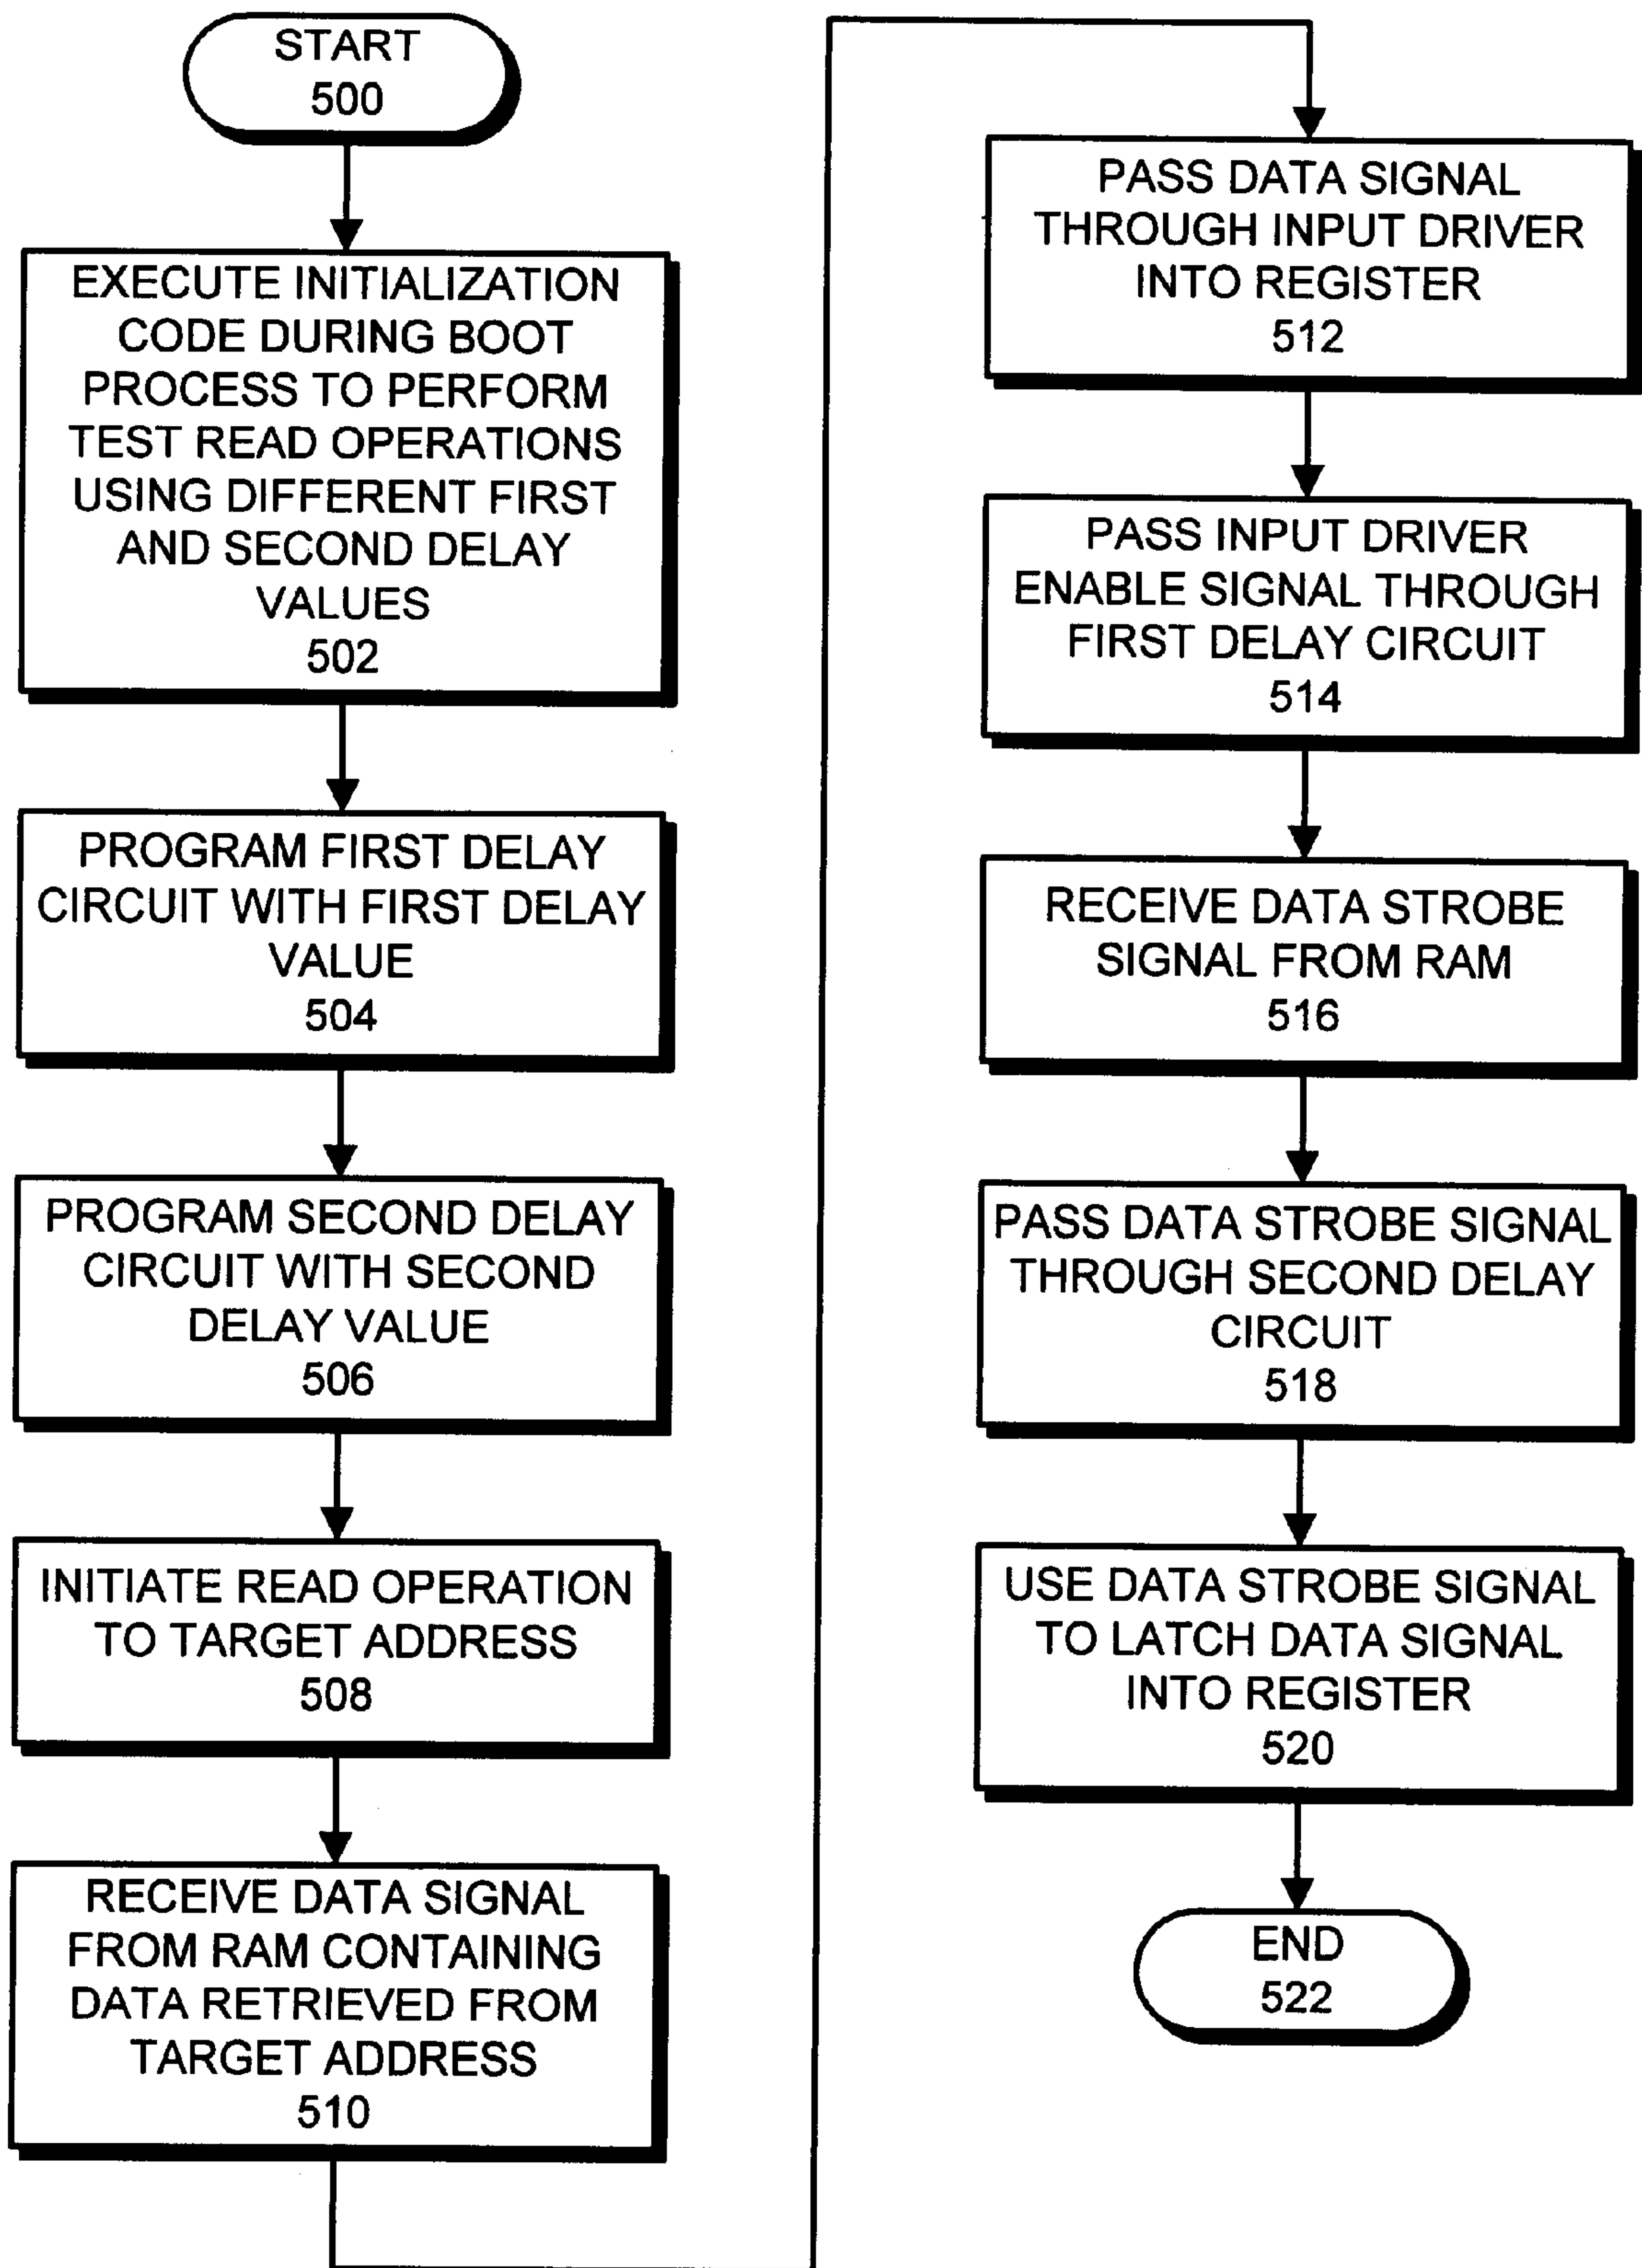 START
500
EXECUTE INITIALIZATION
CODE DURING BOOT
PROCESS TO PERFORM
TEST READ OPERATIONS
USING DIFFERENT FIRST
AND SECOND DELAY
VALUES
502
PROGRAM FIRST DELAY
CIRCUIT WITH FIRST DELAY
VALUE
504
PROGRAM SECOND DELAY
CIRCUIT WITH SECOND
DELAY VALUE
506
INITIATE READ OPERATION
TO TARGET ADDRESS
508
RECEIVE DATA SIGNAL
FROM RAM CONTAINING
DATA RETRIEVED FROM
TARGET ADDRESS
510
PASS DATA SIGNAL
THROUGH INPUT DRIVER
INTO REGISTER
512
PASS INPUT DRIVER
ENABLE SIGNAL THROUGH
FIRST DELAY CIRCUIT
514
RECEIVE DATA STROBE
SIGNAL FROM RAM
516
PASS DATA STROBE SIGNAL
THROUGH SECOND DELAY
CIRCUIT
518
USE DATA STROBE SIGNAL
TO LATCH DATA SIGNAL
INTO REGISTER
520
END
522